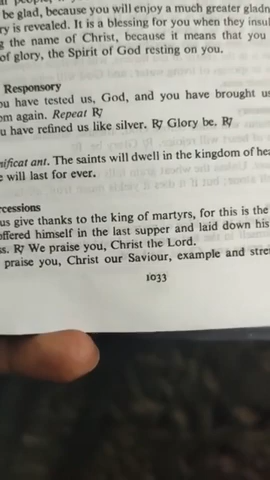 be glad, because you will enjoy a much greater
ry is revealed. It is a blessing for you when they
the name of Christ, because it means that you
of glory, the Spirit of God resting on you.
Responsory
ou have tested us, God, and you have brought us
om again. Repeat ℟
u have refined us like silver. ℟ Glory be. ℟
nificat ant. The saints will dwell in the kingdom of
e will last for ever.
rcessions
us give thanks to the king of martyrs, for this is the
offered himself in the last supper and laid down his
ss. ℟ We praise you, Christ the Lord.
praise you, Christ our Saviour, example and
1033